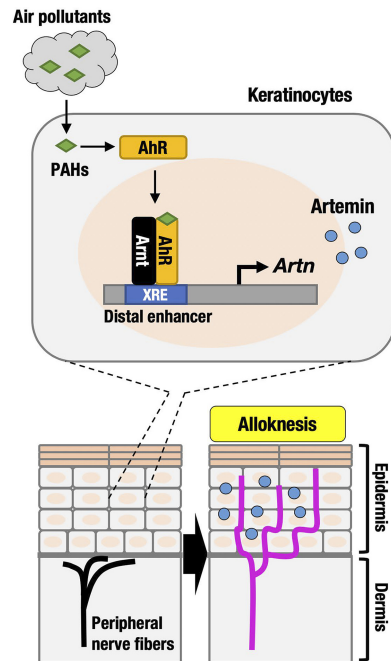 Air pollutants
Keratinocytes
PAHs
AhR
Arnt
AhR
XRE
Distal enhancer
Artn
Artemin
Alloknesis
Epidermis
Dermis
Peripheral
nerve fibers